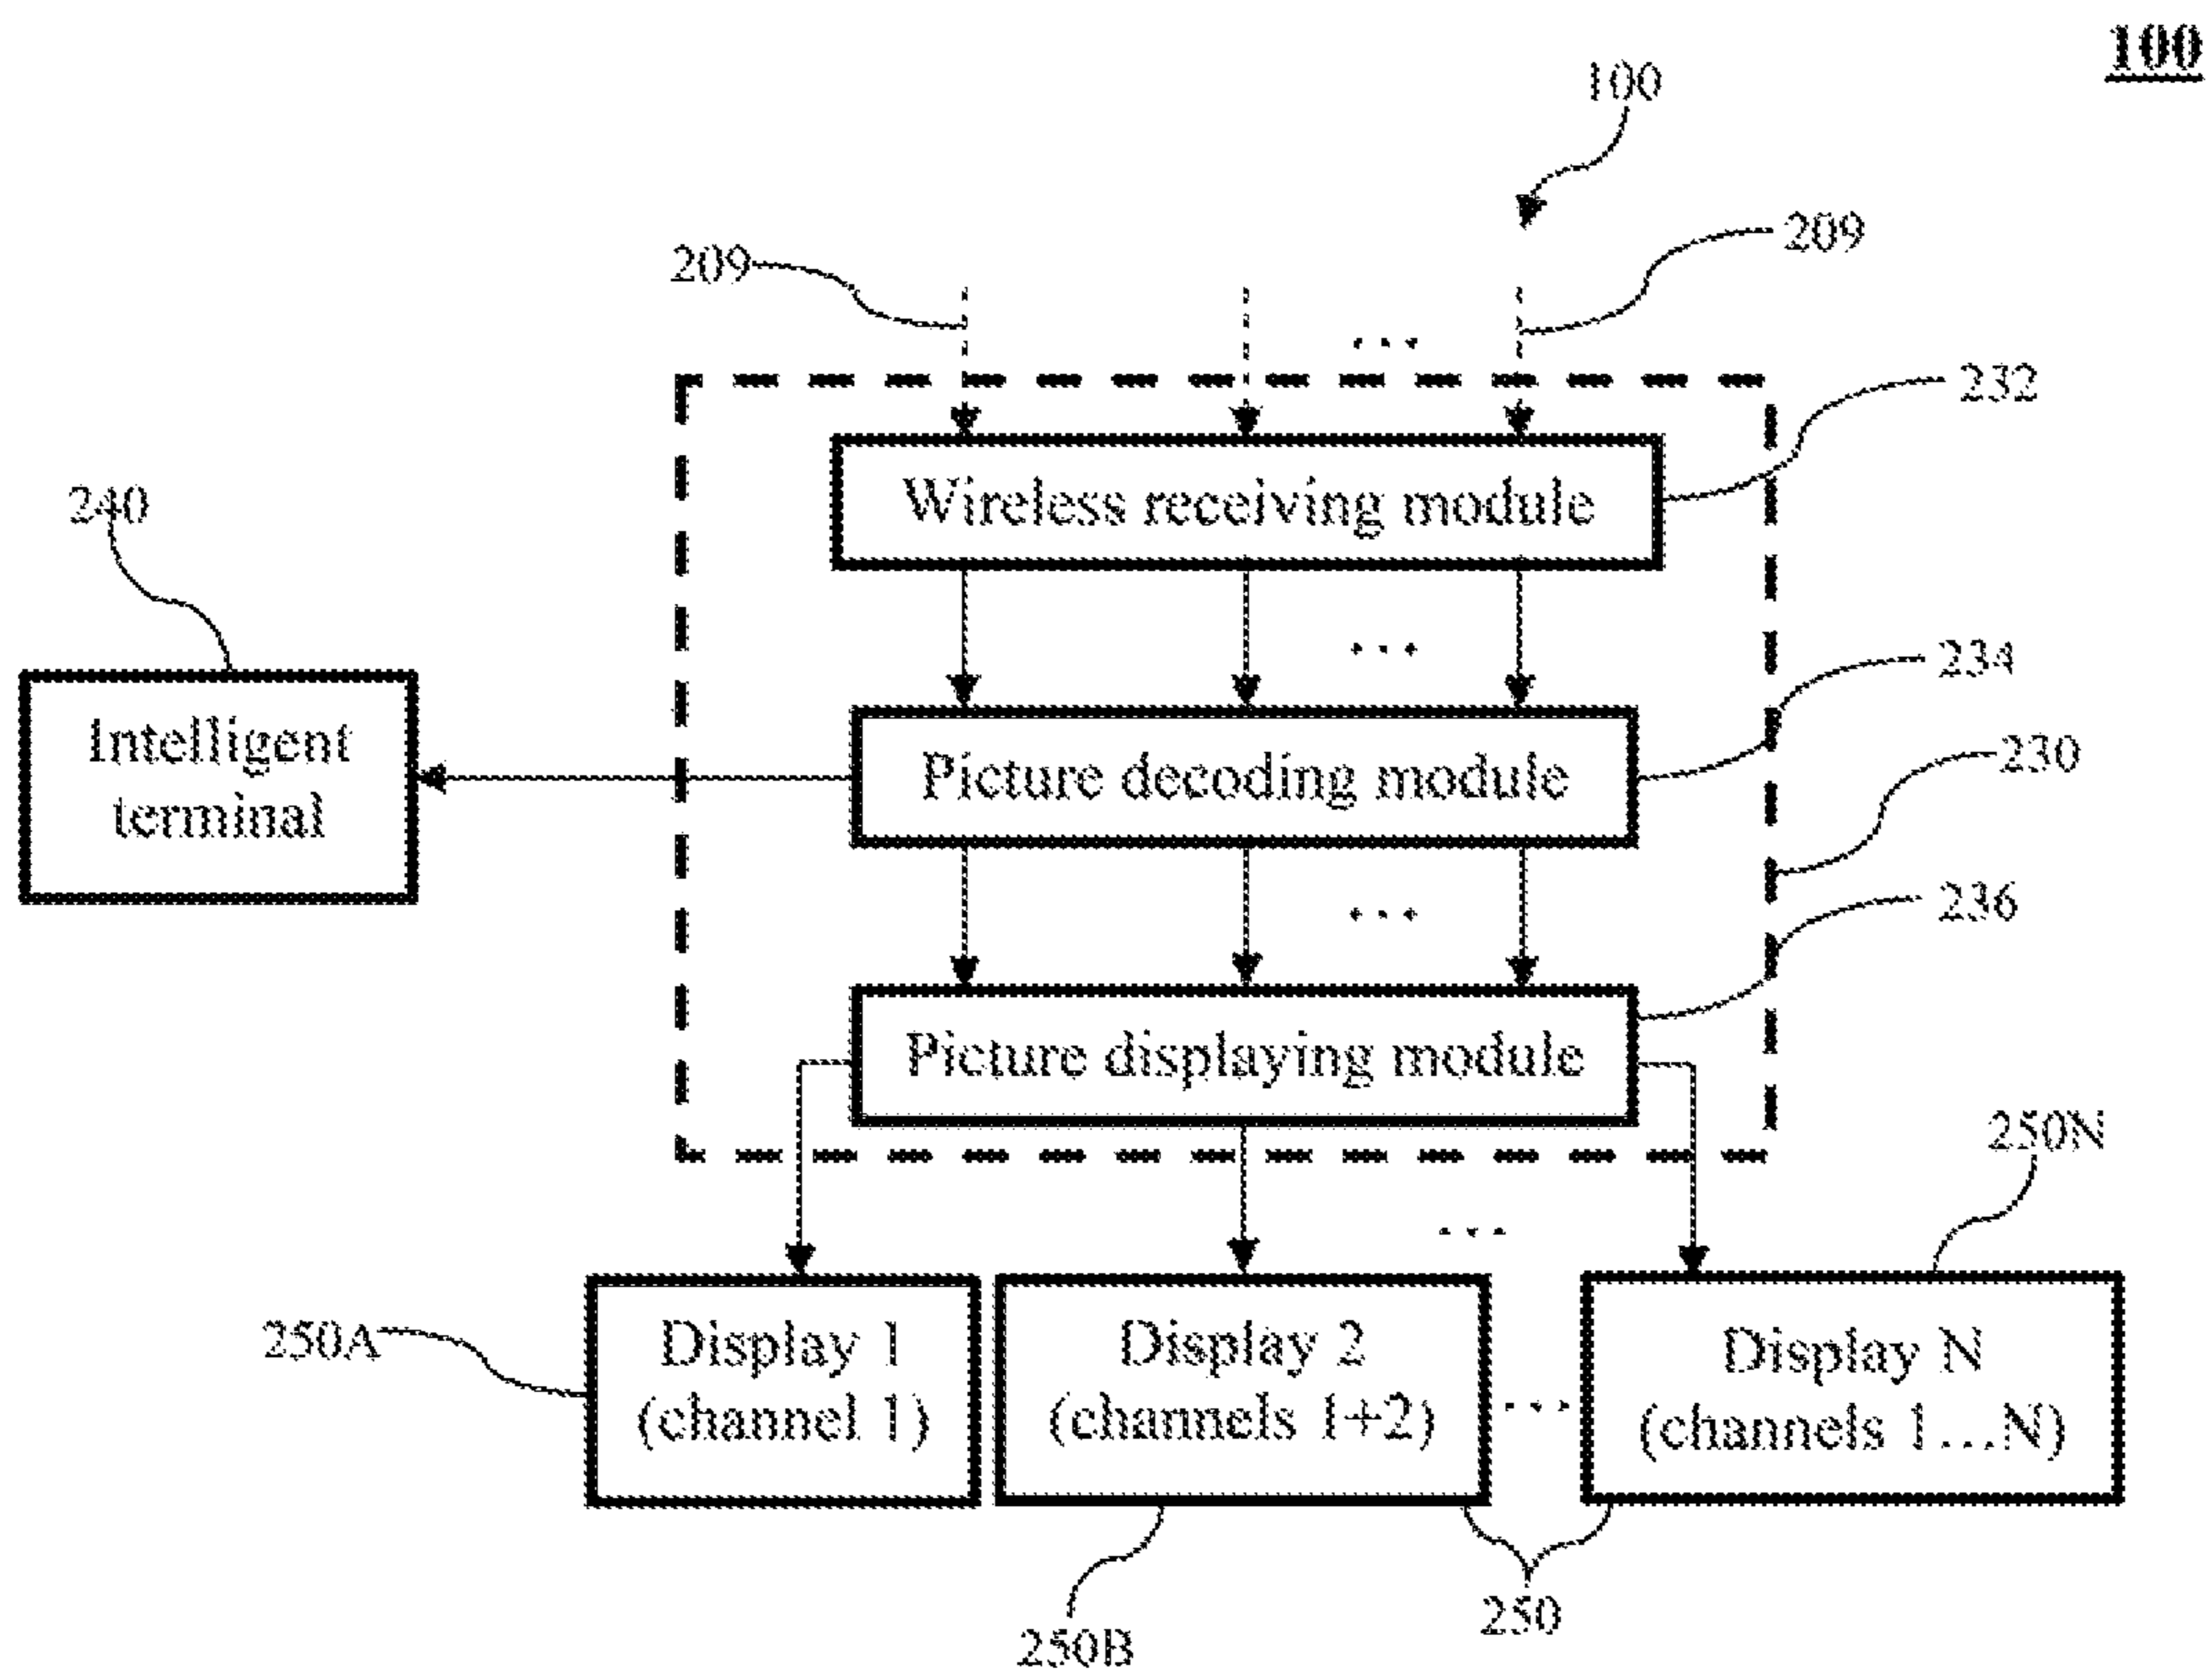 100
100
209
209
...
232
Wireless receiving module
240
...
234
Intelligent
terminal
Picture decoding module
230
...
236
Picture displaying module
250N
...
250A
Display 1
(channel 1)
Display 2
(channels 1+2)
...
Display N
(channels 1...N)
250
250B